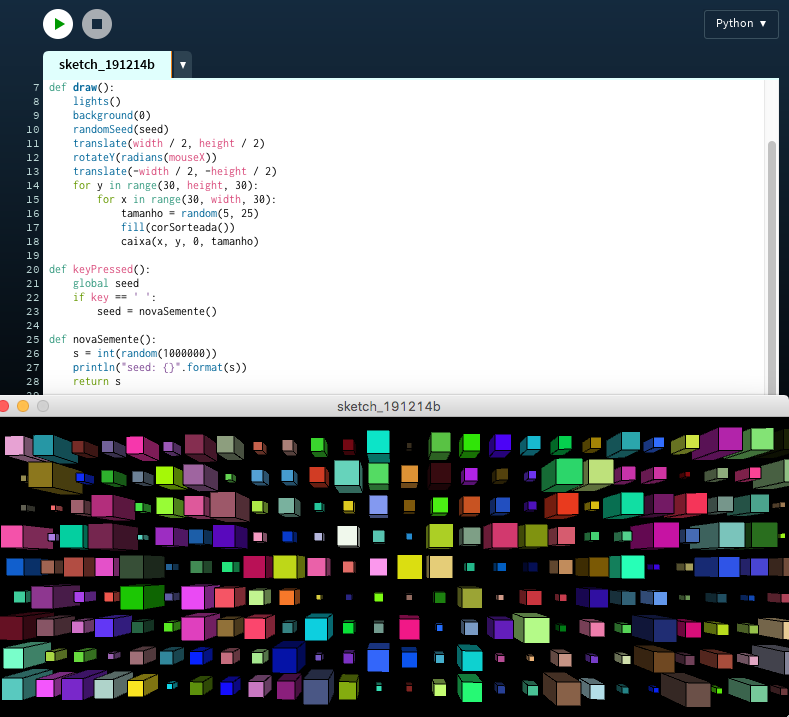 Python ▼
sketch_191214b ▼
7 def draw():
8     lights()
9     background(0)
10     randomSeed(seed)
11     translate(width / 2, height / 2)
12     rotateY(radians(mouseX))
13     translate(-width / 2, -height / 2)
14     for y in range(30, height, 30):
15         for x in range(30, width, 30):
16             tamanho = random(5, 25)
17             fill(corSorteada())
18             caixa(x, y, 0, tamanho)
19
20 def keyPressed():
21     global seed
22     if key == ' ':
23         seed = novaSemente()
24
25 def novaSemente():
26     s = int(random(1000000))
27     println("seed: {}".format(s))
28     return s
sketch_191214b